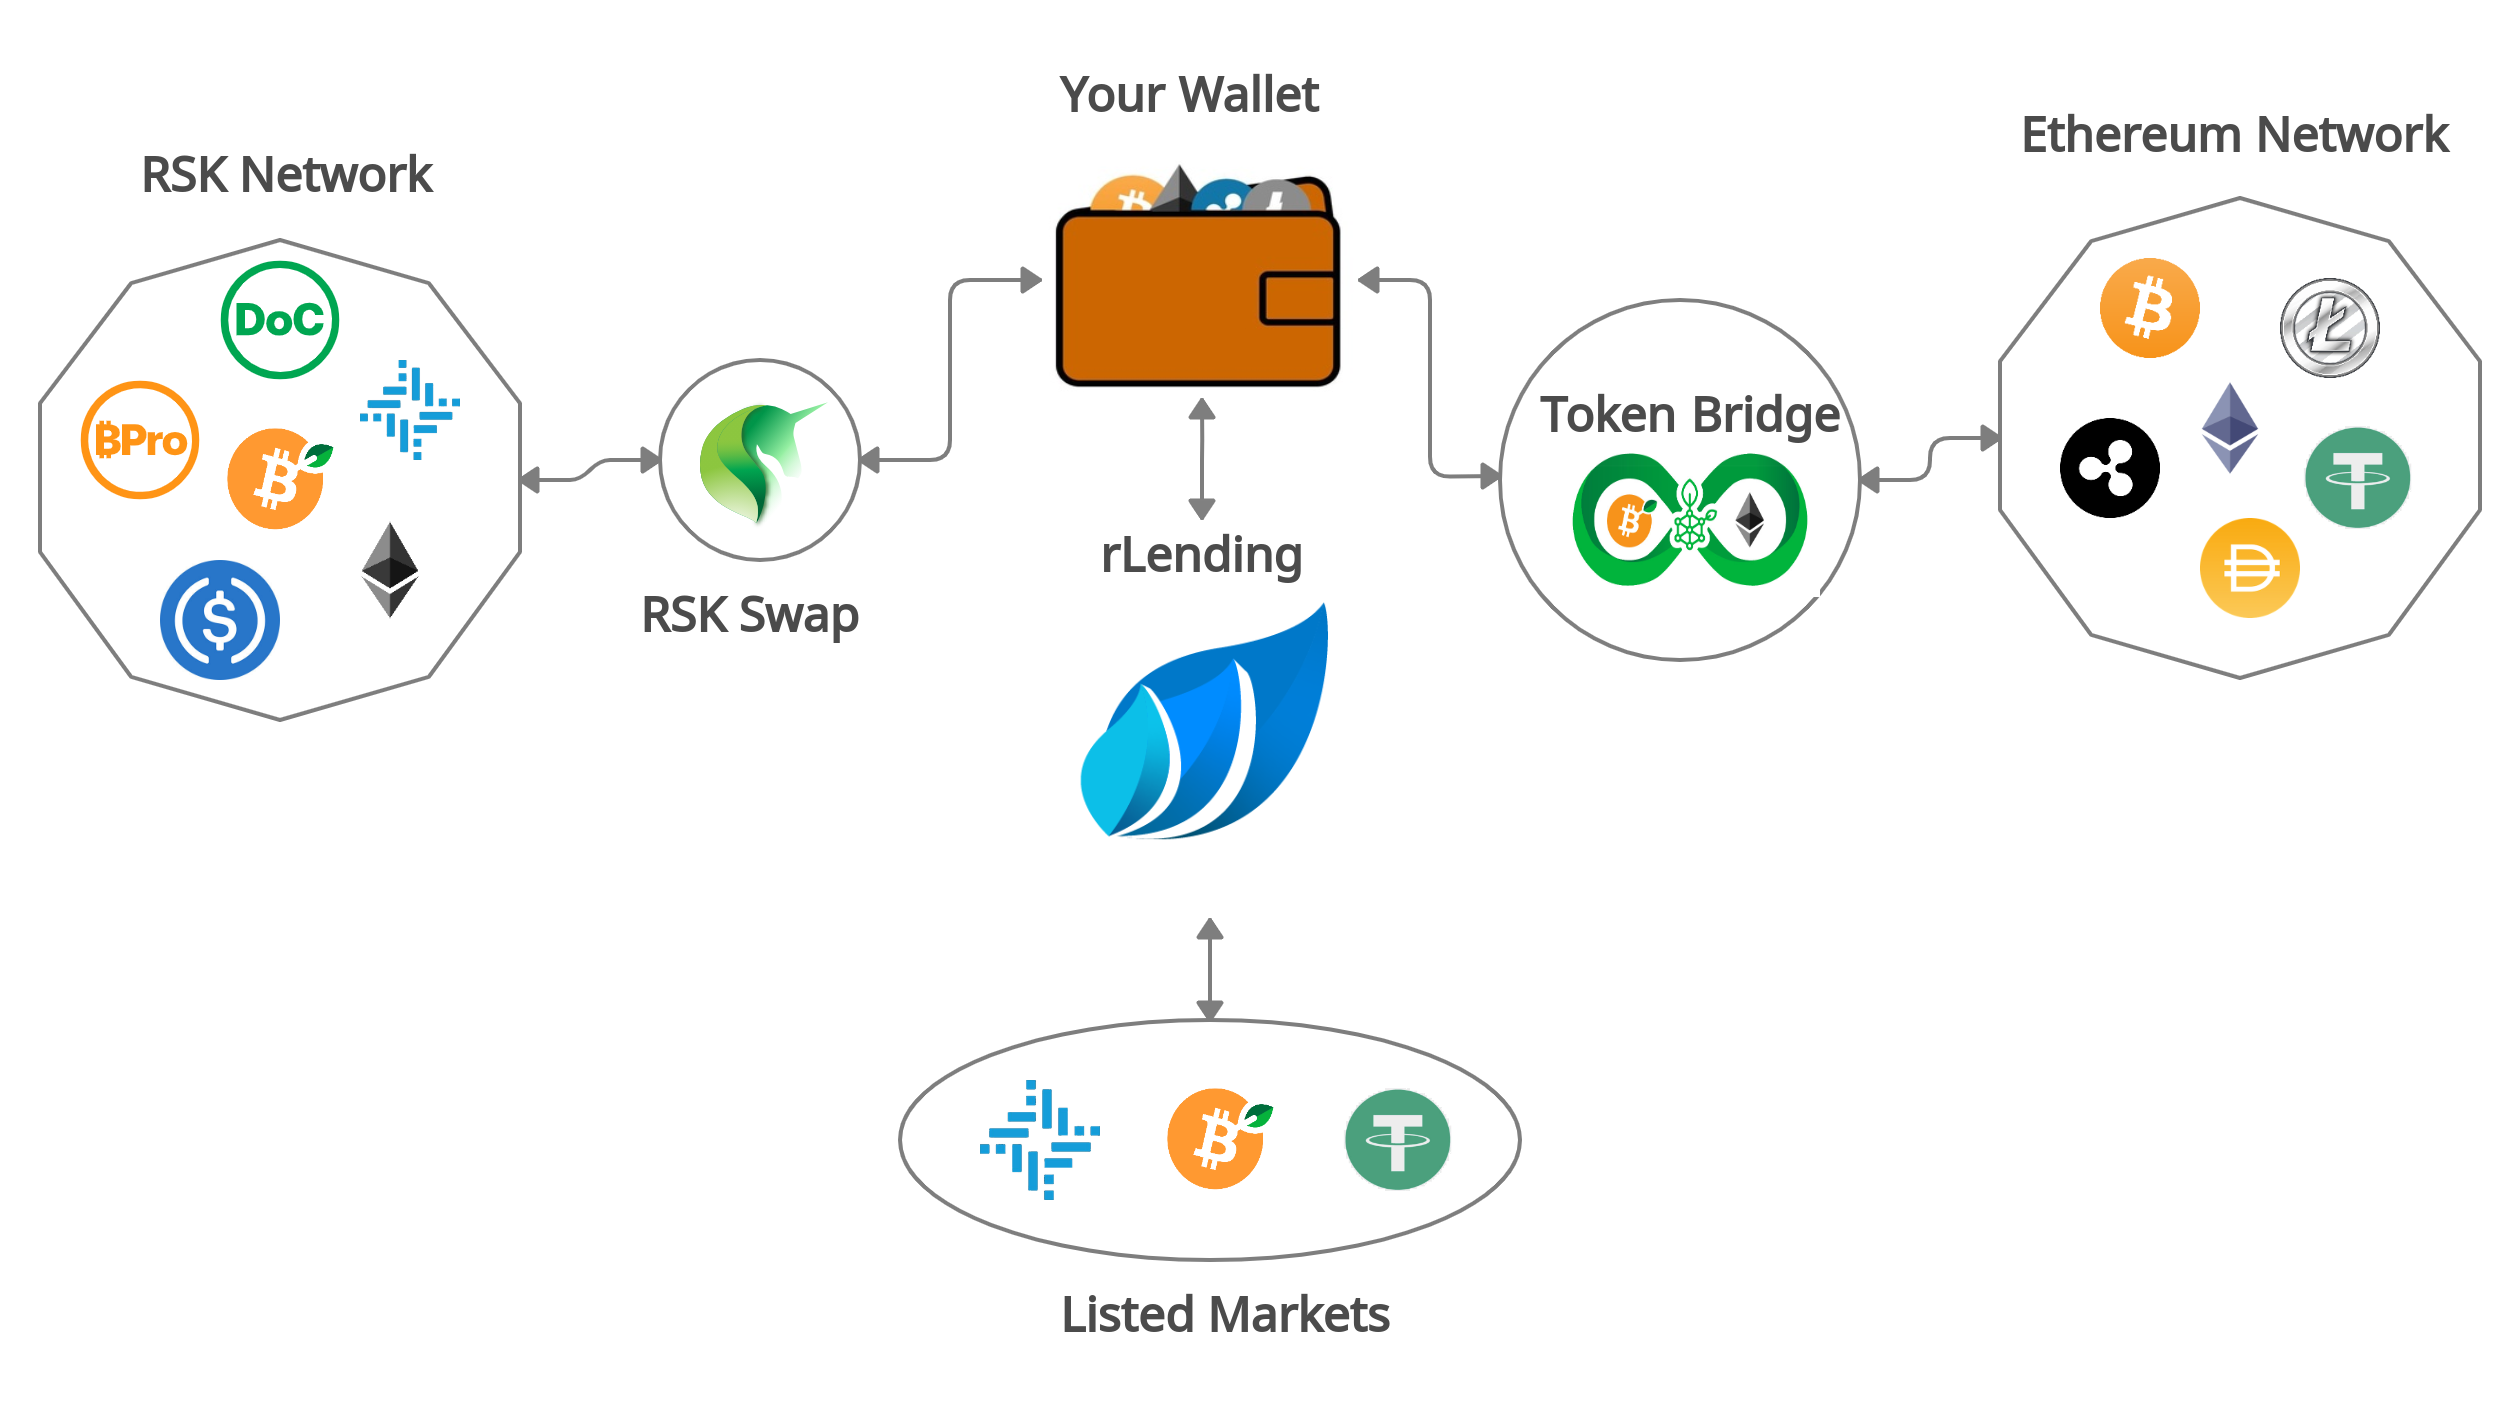 Your Wallet
Ethereum Network
RSK Network
DoC
BPro
Token Bridge
rLending
RSK Swap
Listed Markets